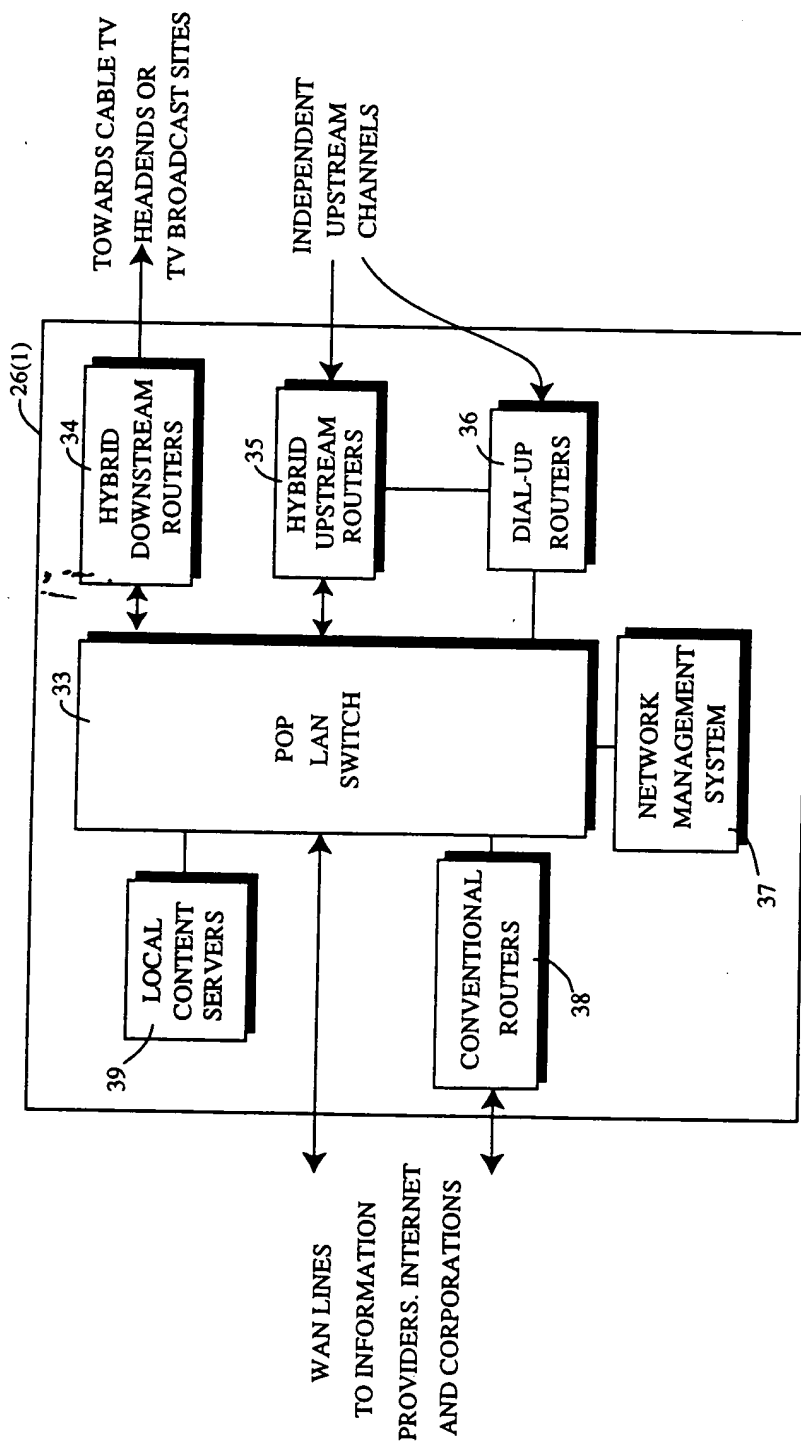 26(1)
TOWARDS CABLE TV
HEADENDS OR
TV BROADCAST SITES
34
HYBRID
DOWNSTREAM
ROUTERS
INDEPENDENT
UPSTREAM
CHANNELS
35
HYBRID
UPSTREAM
ROUTERS
36
DIAL-UP
ROUTERS
33
POP
LAN
SWITCH
NETWORK
MANAGEMENT
SYSTEM
37
39
LOCAL
CONTENT
SERVERS
CONVENTIONAL
ROUTERS
38
WAN LINES
TO INFORMATION
PROVIDERS. INTERNET
AND CORPORATIONS